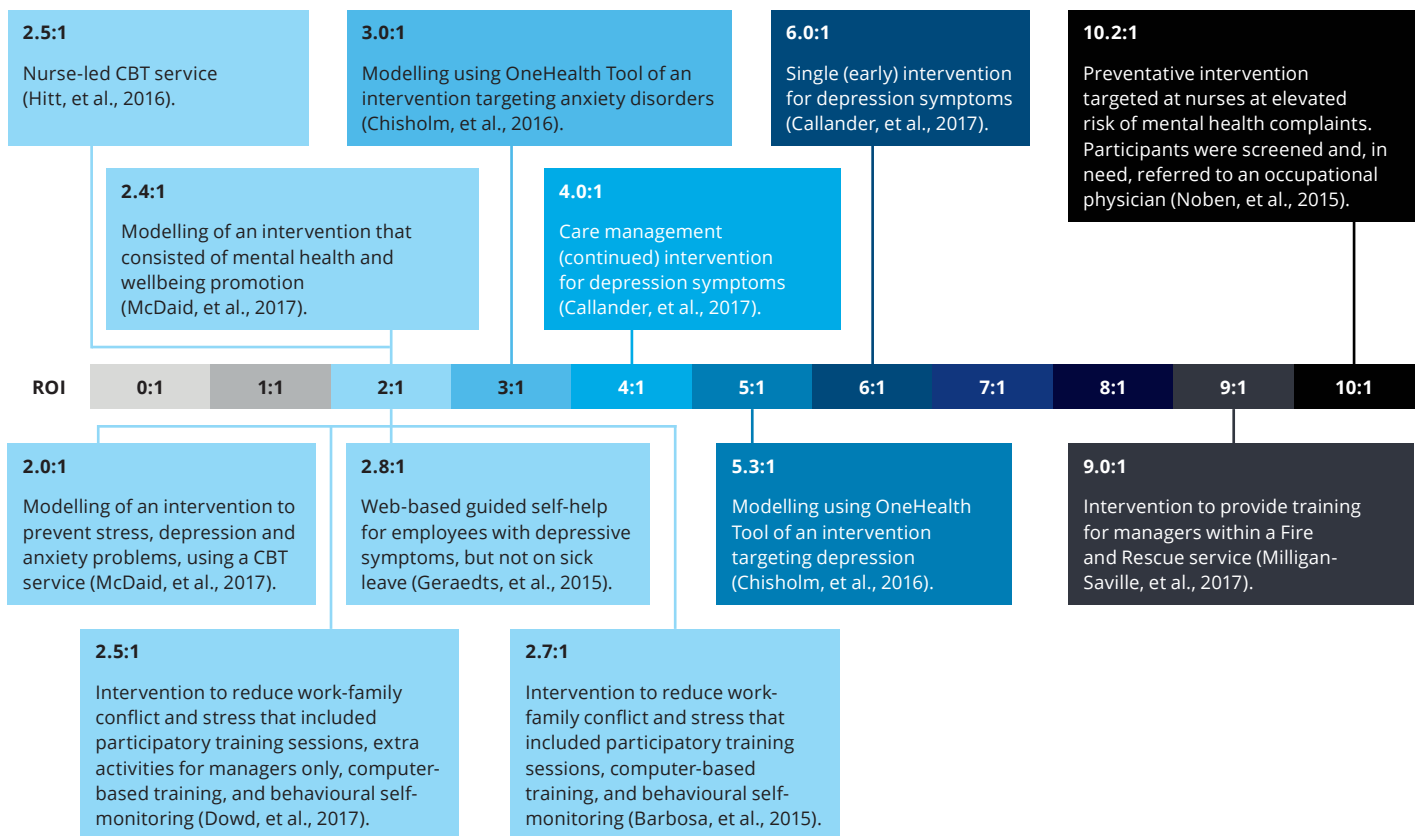 2.5:1
Nurse-led CBT service
(Hitt, et al., 2016).
3.0:1
Modelling using OneHealth Tool of an
intervention targeting anxiety disorders
(Chisholm, et al., 2016).
6.0:1
Single (early) intervention
for depression symptoms
(Callander, et al., 2017).
10.2:1
Preventative intervention
targeted at nurses at elevated
risk of mental health complaints.
Participants were screened and, in
need, referred to an occupational
physician (Noben, et al., 2015).
2.4:1
Modelling of an intervention that
consisted of mental health and
wellbeing promotion
(McDaid, et al., 2017).
4.0:1
Care management
(continued) intervention
for depression symptoms
(Callander, et al., 2017).
ROI 0:1 1:1 2:1 3:1 4:1 5:1 6:1 7:1 8:1 9:1 10:1
2.0:1
Modelling of an intervention to
prevent stress, depression and
anxiety problems, using a CBT
service (McDaid, et al., 2017).
2.8:1
Web-based guided self-help
for employees with depressive
symptoms, but not on sick
leave (Geraedts, et al., 2015).
5.3:1
Modelling using OneHealth
Tool of an intervention
targeting depression
(Chisholm, et al., 2016).
9.0:1
Intervention to provide training
for managers within a Fire
and Rescue service (Milligan-
Saville, et al., 2017).
2.5:1
Intervention to reduce work-family
conflict and stress that included
participatory training sessions, extra
activities for managers only, computer-
based training, and behavioural self-
monitoring (Dowd, et al., 2017).
2.7:1
Intervention to reduce work-
family conflict and stress that
included participatory training
sessions, computer-based
training, and behavioural self-
monitoring (Barbosa, et al., 2015).